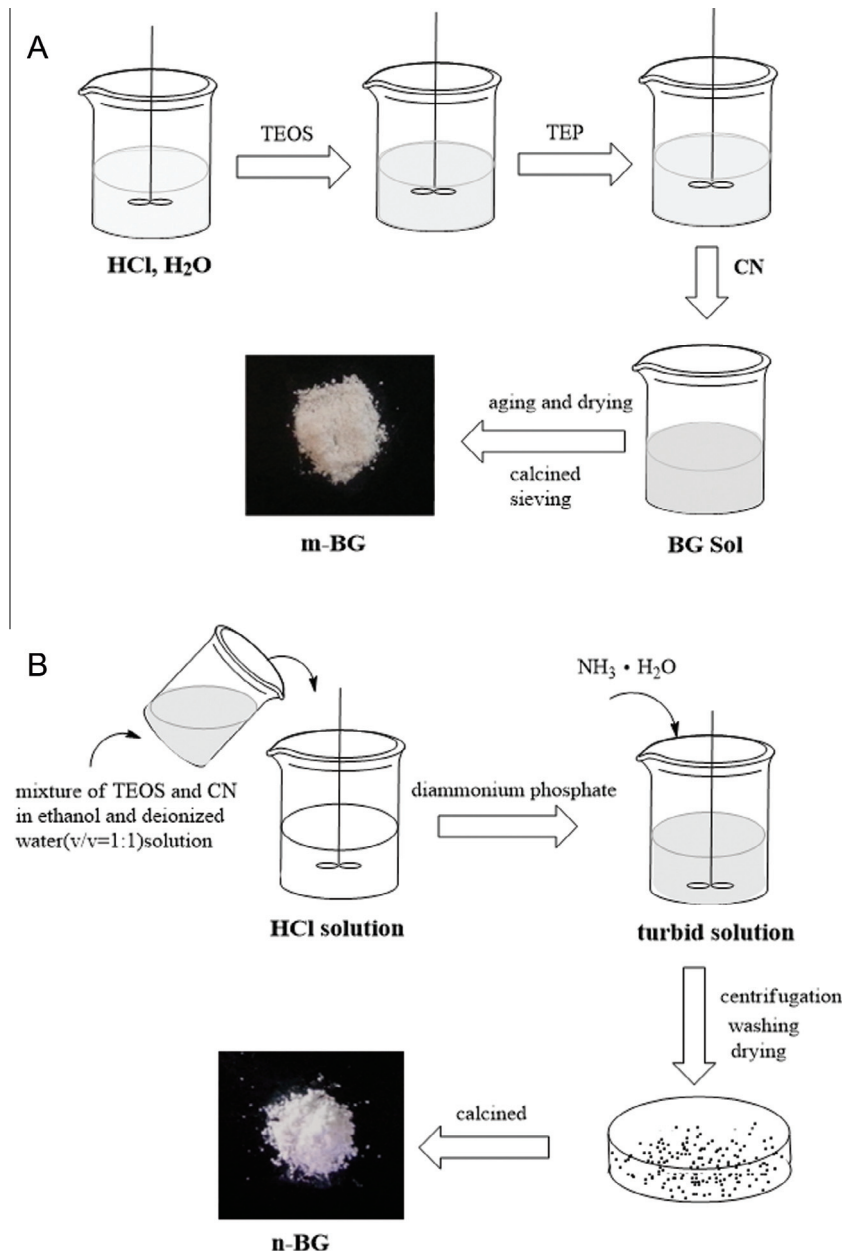 A
TEOS
TEP
HCl, H₂O
CN
aging and drying
calcined
sieving
m-BG
BG Sol
B
NH₃ • H₂O
mixture of TEOS and CN
in ethanol and deionized
water(v/v=1:1)solution
diammonium phosphate
HCl solution
turbid solution
centrifugation
washing
drying
calcined
n-BG